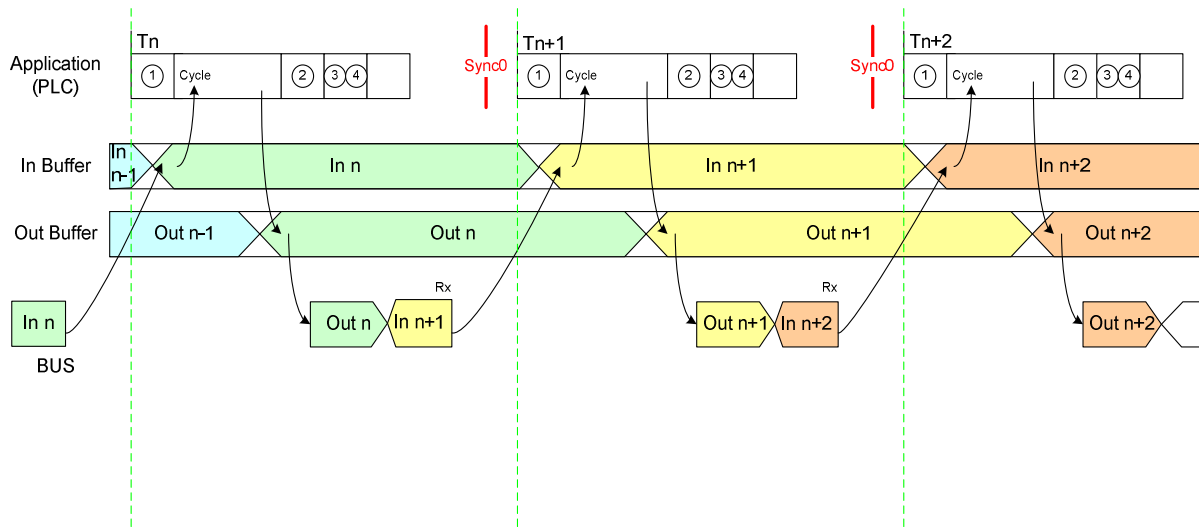 Tn
Tn+1
Tn+2
Application
(PLC)
1 Cycle 2 3 4
Sync0
1 Cycle 2 3 4
Sync0
1 Cycle 2 3 4
In Buffer
In
n-1
In n
In n+1
In n+2
Out Buffer
Out n-1
Out n
Out n+1
Out n+2
Rx
Rx
In n
Out n
In n+1
Out n+1
In n+2
Out n+2
BUS